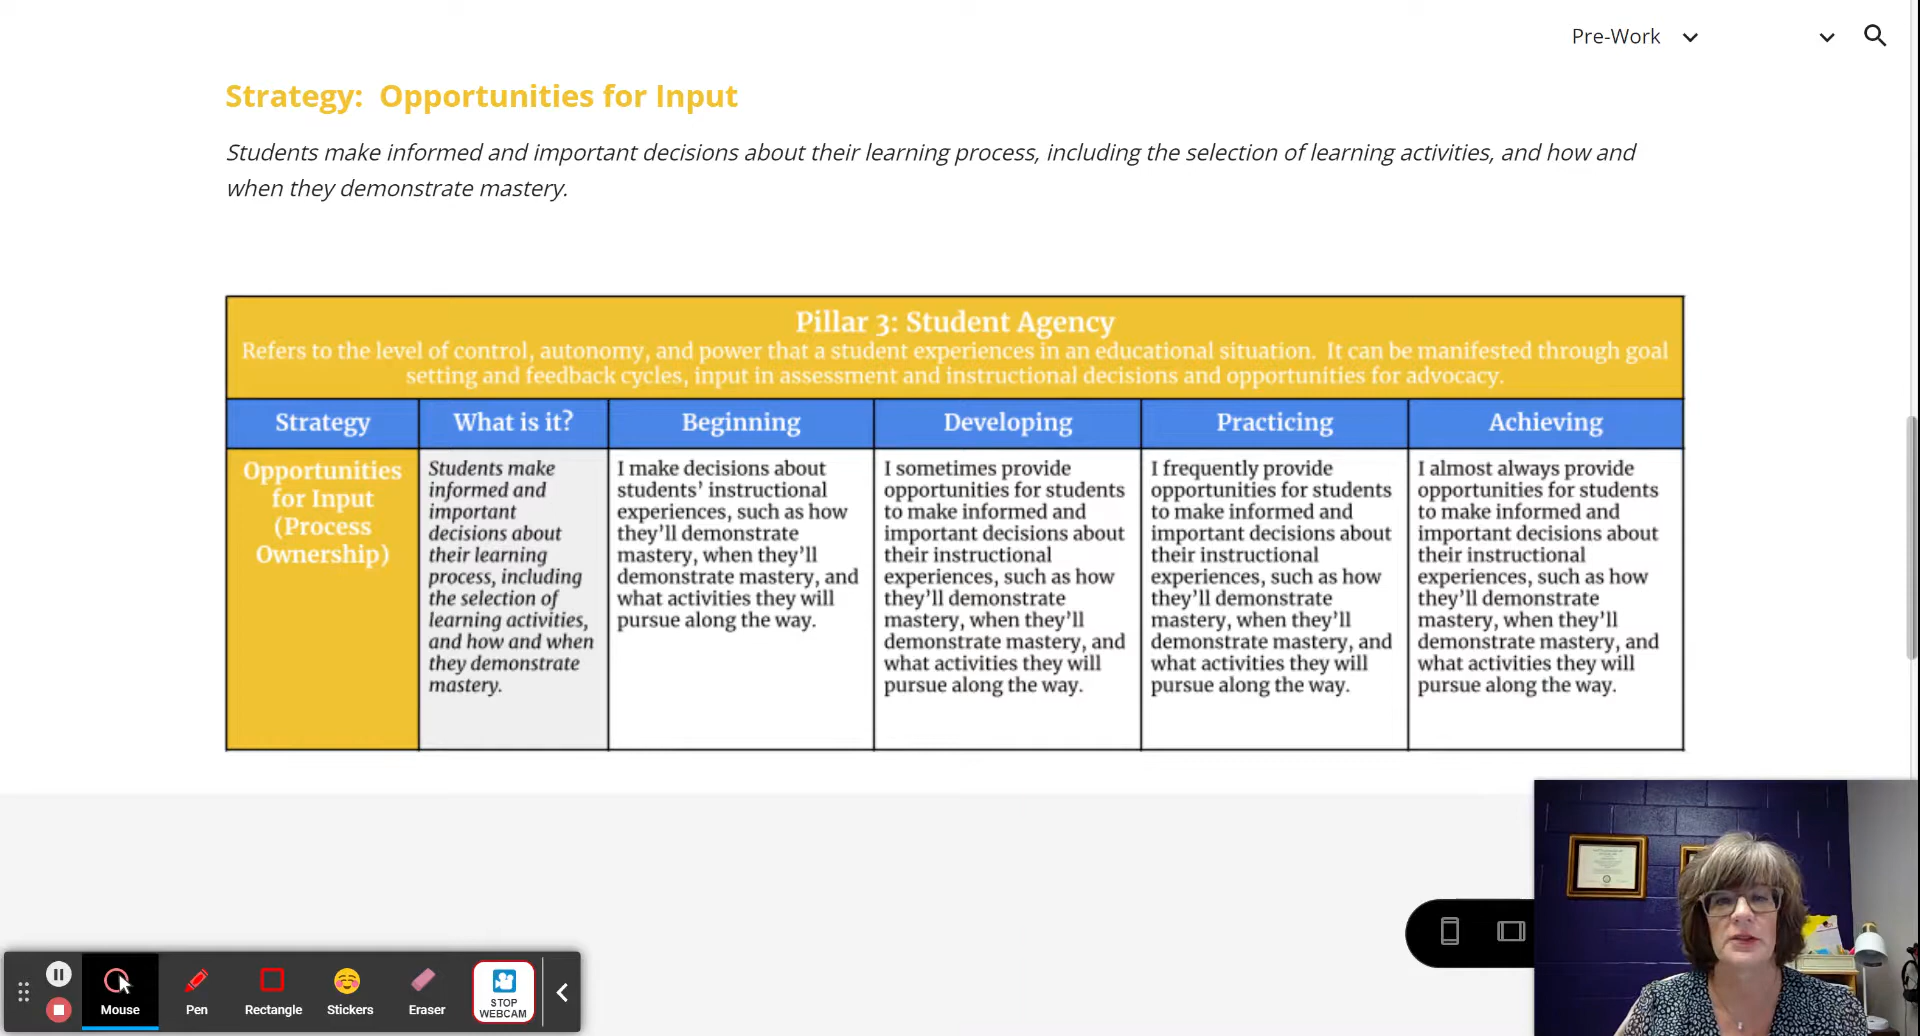 Pre-Work
Strategy:  Opportunities for Input
Students make informed and important decisions about their learning process, including the selection of learning activities, and how and
when they demonstrate mastery.
Pillar 3: Student Agency
Refers to the level of control, autonomy, and power that a student experiences in an educational situation.  It can be manifested through goal
setting and feedback cycles, input in assessment and instructional decisions and opportunities for advocacy.
Strategy
What is it?
Beginning
Developing
Practicing
Achieving
Opportunities
for Input
(Process
Ownership)
Students make
informed and
important
decisions about
their learning
process, including
the selection of
learning activities,
and how and when
they demonstrate
mastery.
I make decisions about
students’ instructional
experiences, such as how
they’ll demonstrate
mastery, when they’ll
demonstrate mastery, and
what activities they will
pursue along the way.
I sometimes provide
opportunities for students
to make informed and
important decisions about
their instructional
experiences, such as how
they’ll demonstrate
mastery, when they’ll
demonstrate mastery, and
what activities they will
pursue along the way.
I frequently provide
opportunities for students
to make informed and
important decisions about
their instructional
experiences, such as how
they’ll demonstrate
mastery, when they’ll
demonstrate mastery, and
what activities they will
pursue along the way.
I almost always provide
opportunities for students
to make informed and
important decisions about
their instructional
experiences, such as how
they’ll demonstrate
mastery, when they’ll
demonstrate mastery, and
what activities they will
pursue along the way.
Mouse
Pen
Rectangle
Stickers
Eraser
STOP
WEBCAM